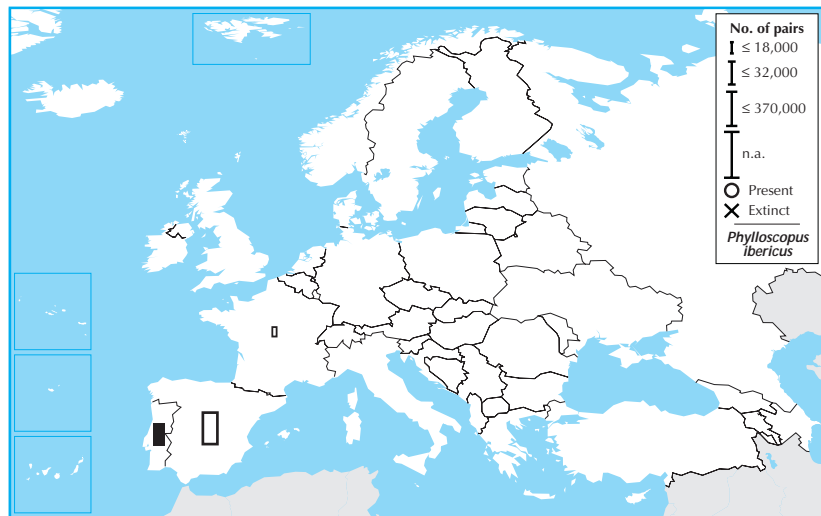 No. of pairs
≤ 18,000
≤ 32,000
≤ 370,000
n.a.
Present
Extinct
Phylloscopus
ibericus